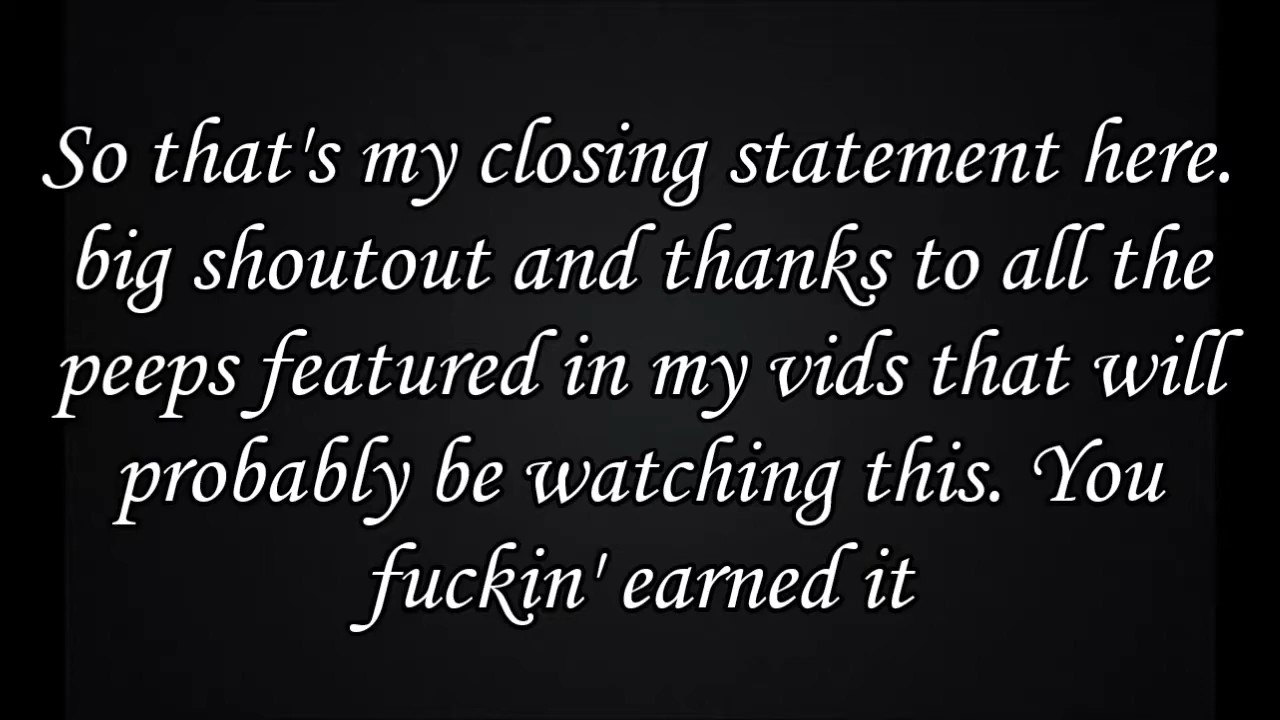 So that's my closing statement here.
big shoutout and thanks to all the
peeps featured in my vids that will
probably be watching this. You
fuckin' earned it